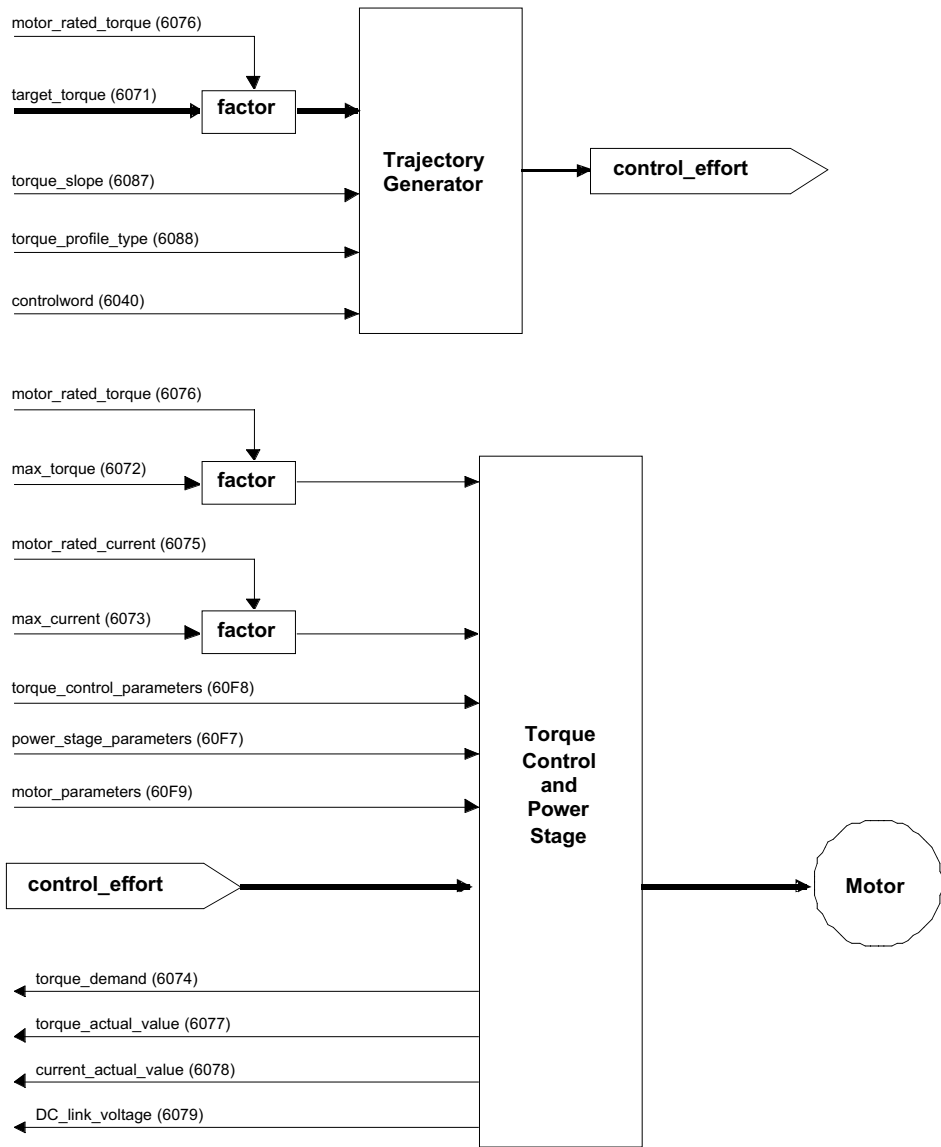 motor_rated_torque (6076)
target_torque (6071)
factor
torque_slope (6087)
torque_profile_type (6088)
controlword (6040)
Trajectory
Generator
control_effort
motor_rated_torque (6076)
max_torque (6072)
factor
motor_rated_current (6075)
max_current (6073)
factor
torque_control_parameters (60F8)
power_stage_parameters (60F7)
motor_parameters (60F9)
control_effort
Torque
Control
and
Power
Stage
Motor
torque_demand (6074)
torque_actual_value (6077)
current_actual_value (6078)
DC_link_voltage (6079)